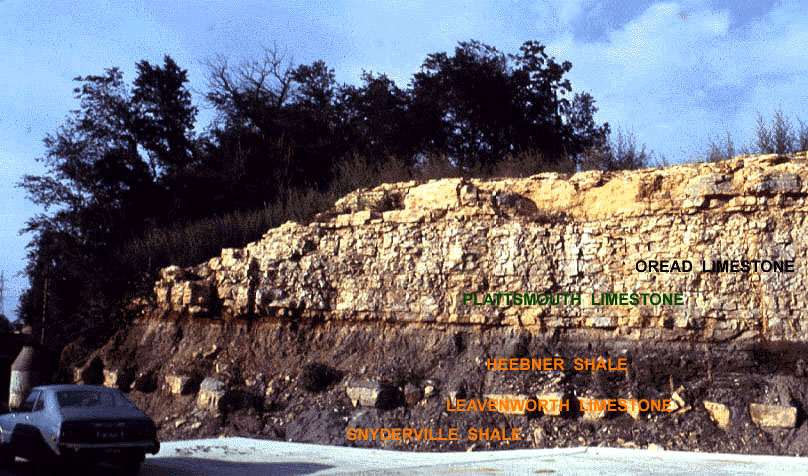 OREAD LIMESTONE
PLATTSMOUTH LIMESTONE
HEEBNER SHALE
LEAVENWORTH LIMESTONE
SNYDERVILLE SHALE